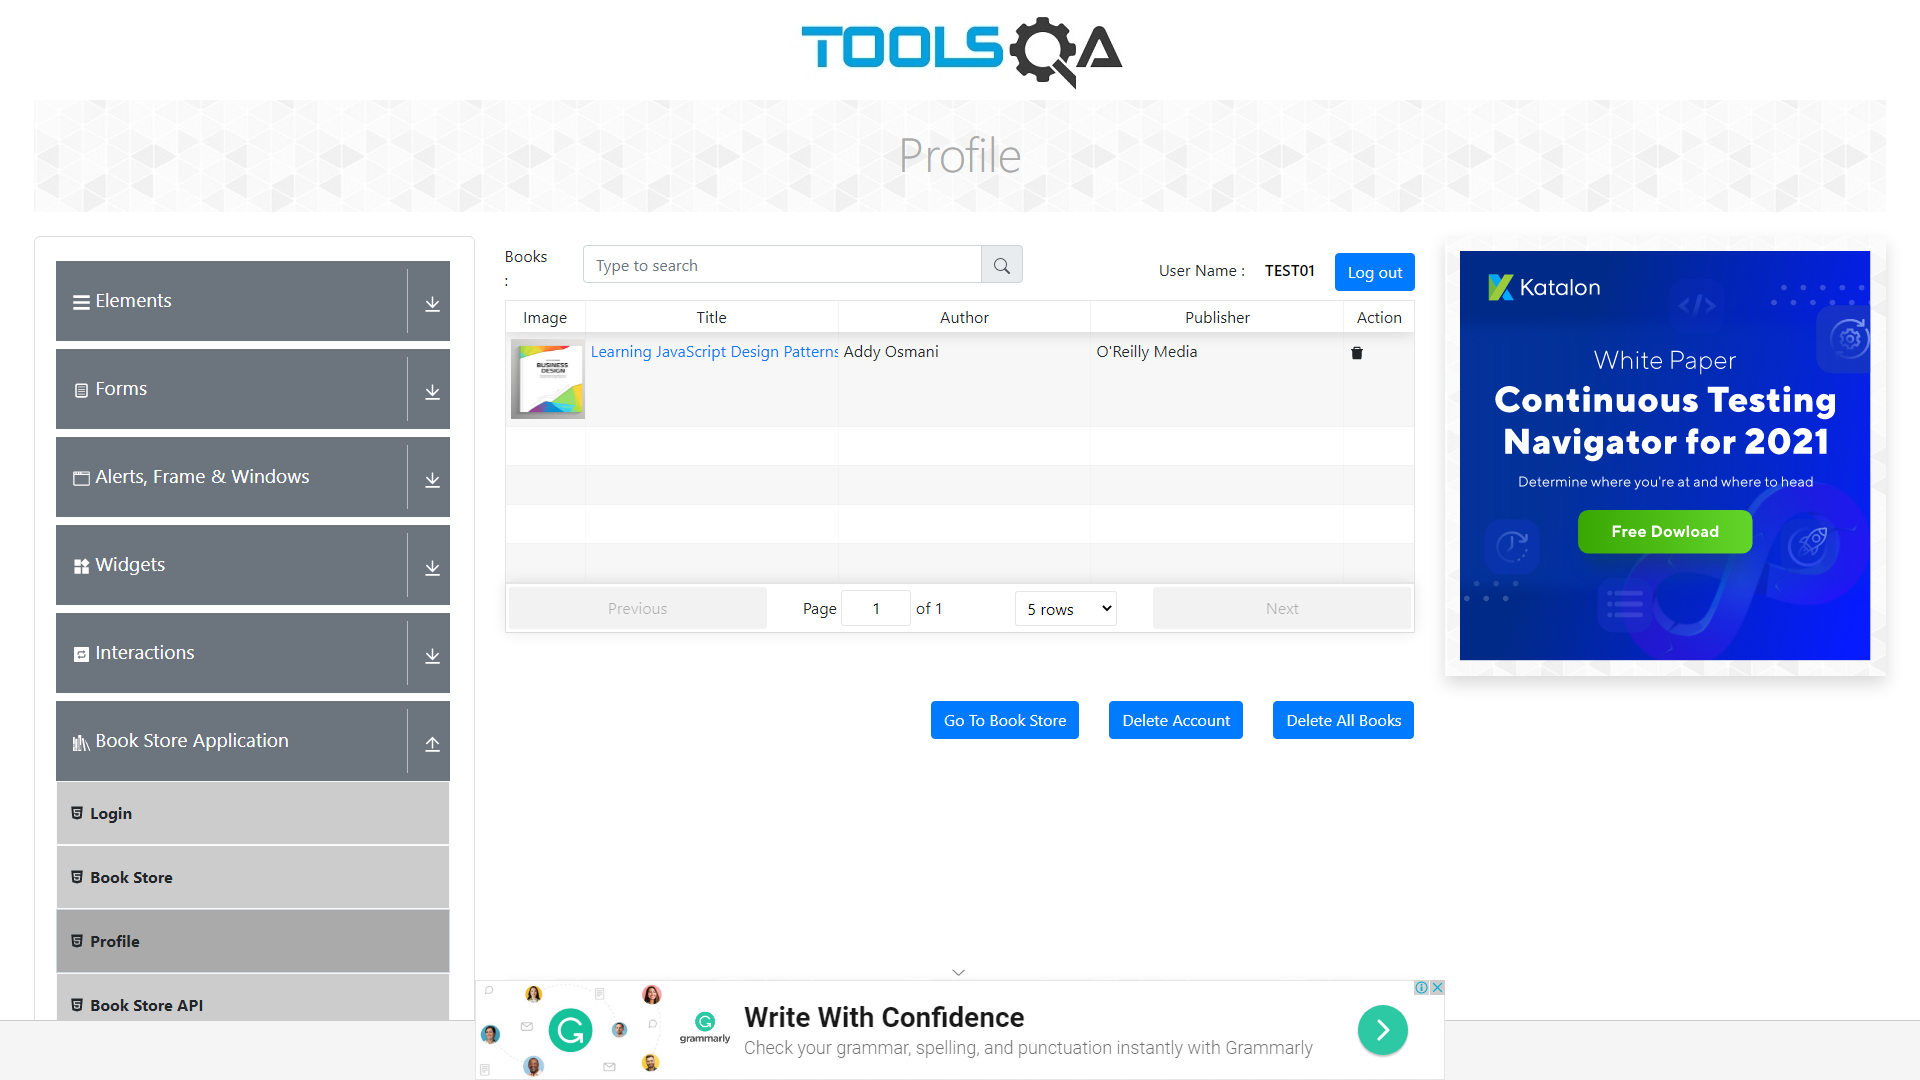 TOOLSQA
Profile
Elements
Forms
Alerts, Frame & Windows
Widgets
Interactions
Book Store Application
Login
Book Store
Profile
Book Store API
Books :
Type to search
User Name : TEST01 Log out
Image Title Author Publisher Action
BUSINESS DESIGN
Learning JavaScript Design Patterns Addy Osmani O'Reilly Media
Previous Page 1 of 1 5 rows Next
Go To Book Store Delete Account Delete All Books
Katalon
White Paper
Continuous Testing
Navigator for 2021
Determine where you're at and where to head
Free Dowload
grammarly
Write With Confidence
Check your grammar, spelling, and punctuation instantly with Grammarly